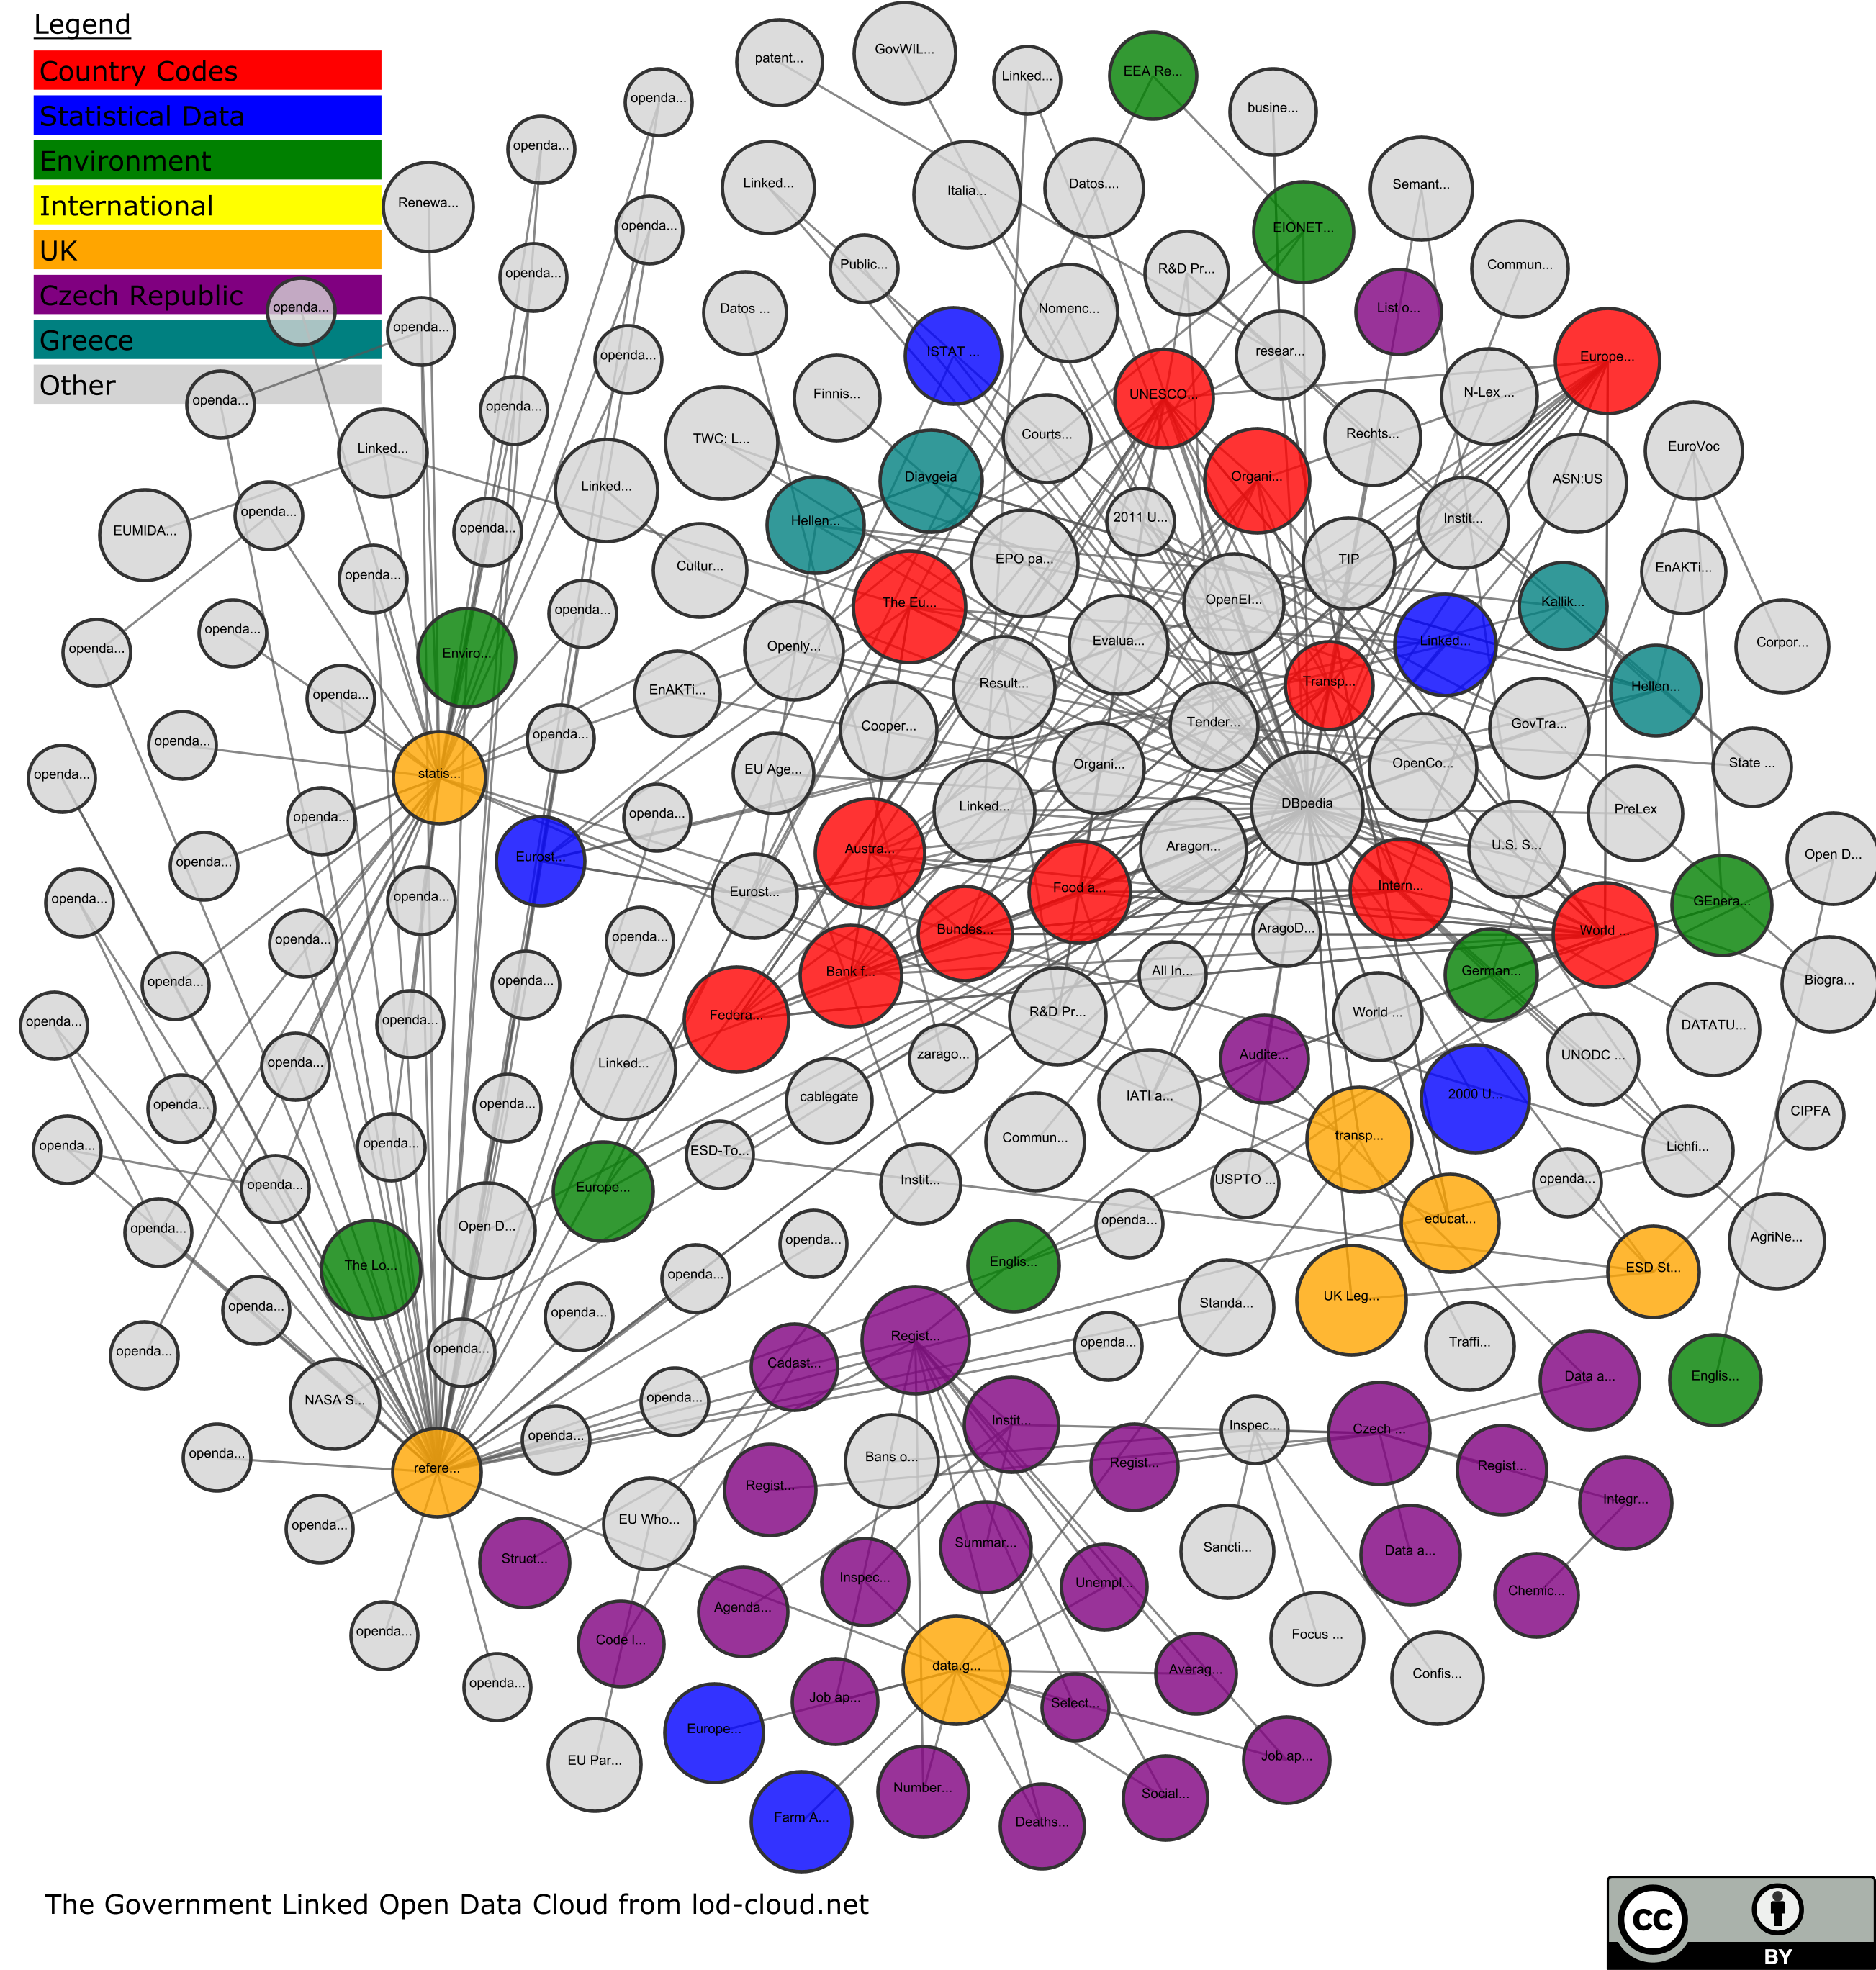 Legend
Country Codes
Statistical Data
Environment
International
UK
Czech Republic
Greece
Other
patent...
GovWIL...
Linked...
EEA Re...
busine...
openda...
openda...
Renewa...
openda...
openda...
openda...
openda...
openda...
openda...
openda...
Linked...
Italia...
Datos....
Semant...
EIONET...
Public...
R&D Pr...
Commun...
Datos ...
Nomenc...
List o...
ISTAT ...
resear...
Europe...
Finnis...
UNESCO...
N-Lex ...
TWC: L...
Courts...
Rechts...
EuroVoc
Linked...
Linked...
Diavgeia
Organi...
ASN:US
EUMIDA...
openda...
openda...
Hellen...
2011 U...
Instit...
openda...
Cultur...
EPO pa...
TIP
EnAKTi...
openda...
openda...
The Eu...
OpenEI...
Kallik...
openda...
Enviro...
Openly...
Evalua...
Linked...
Corpor...
openda...
EnAKTi...
Result...
Transp...
Hellen...
openda...
openda...
Cooper...
Tender...
GovTra...
openda...
statis...
EU Age...
Organi...
OpenCo...
State ...
openda...
openda...
Linked...
DBpedia
PreLex
openda...
Eurost...
Austra...
Aragon...
U.S. S...
Open D...
openda...
openda...
Eurost...
Food a...
Intern...
GEnera...
openda...
openda...
Bundes...
AragoD...
World ...
openda...
openda...
Bank f...
All In...
German...
Biogra...
openda...
openda...
Federa...
R&D Pr...
World ...
DATATU...
openda...
Linked...
zarago...
Audite...
UNODC ...
openda...
openda...
cablegate
IATI a...
2000 U...
CIPFA
openda...
openda...
ESD-To...
Commun...
transp...
Lichfi...
openda...
Europe...
Instit...
USPTO ...
openda...
openda...
Open D...
openda...
openda...
educat...
AgriNe...
The Lo...
openda...
Englis...
ESD St...
openda...
openda...
Standa...
UK Leg...
openda...
openda...
Cadast...
Regist...
openda...
Traffi...
Data a...
Englis...
NASA S...
openda...
Instit...
Inspec...
Czech ...
openda...
refere...
openda...
Regist...
Bans o...
Regist...
Regist...
openda...
EU Who...
Integr...
Struct...
Summar...
Sancti...
Data a...
Inspec...
Unempl...
Chemic...
openda...
Code l...
Agenda...
Focus ...
openda...
data.g...
Averag...
Confis...
Job ap...
Select...
EU Par...
Europe...
Job ap...
Number...
Social...
Farm A...
Deaths...
The Government Linked Open Data Cloud from lod-cloud.net
cc
BY